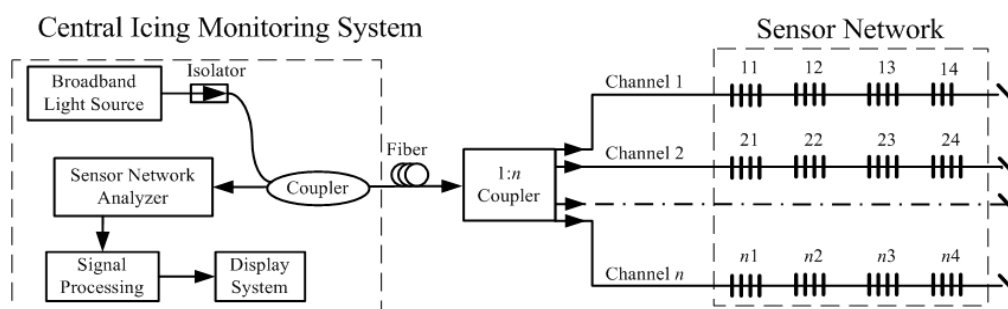 Central Icing Monitoring System
Sensor Network
Broadband
Light Source
Isolator
Sensor Network
Analyzer
Coupler
Signal
Processing
Display
System
Fiber
1:n
Coupler
Channel 1
11 12 13 14
Channel 2
21 22 23 24
Channel n
n1 n2 n3 n4